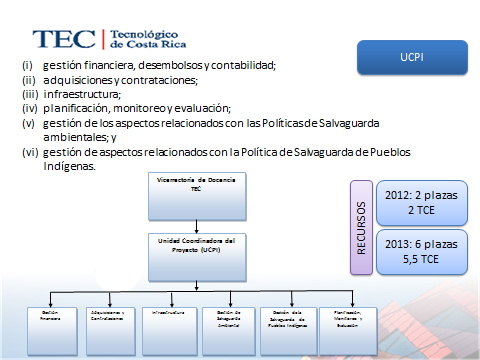 TEC | Tecnológico
de Costa Rica
UCPI
(i) gestión financiera, desembolsos y contabilidad;
(ii) adquisiciones y contrataciones;
(iii) infraestructura;
(iv) planificación, monitoreo y evaluación;
(v) gestión de los aspectos relacionados con las Políticas de Salvaguarda
ambientales; y
(vi) gestión de aspectos relacionados con la Política de Salvaguarda de Pueblos
Indígenas.
Vicerrectoría de Docencia
TEC
Unidad Coordinadora del
Proyecto (UCPI)
RECURSOS
2012: 2 plazas
2 TCE
2013: 6 plazas
5,5 TCE
Gestión
Financiera
Adquisiciones y
Contrataciones
Infraestructura
Gestión de
Salvaguarda
Ambiental
Gestión de la
Salvaguarda de
Pueblos Indígenas
Planificación,
Monitoreo y
Evaluación